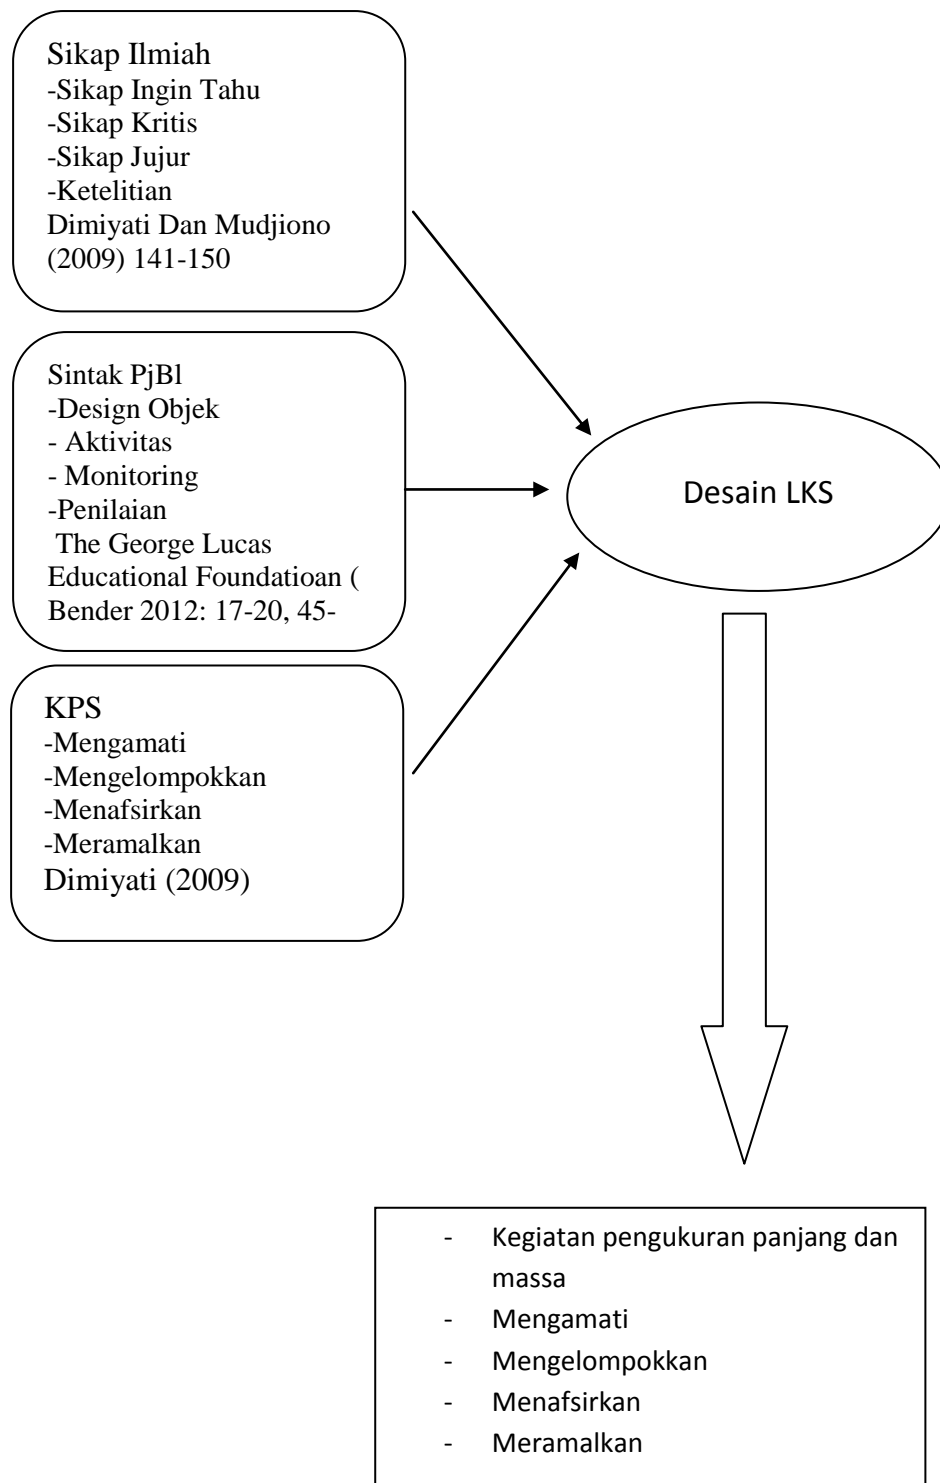 Sikap Ilmiah
-Sikap Ingin Tahu
-Sikap Kritis
-Sikap Jujur
-Ketelitian
Dimiyati Dan Mudjiono
(2009) 141-150
Sintak PjBl
-Design Objek
- Aktivitas
- Monitoring
-Penilaian
The George Lucas
Educational Foundatioan (
Bender 2012: 17-20, 45-
KPS
-Mengamati
-Mengelompokkan
-Menafsirkan
-Meramalkan
Dimiyati (2009)
Desain LKS
- Kegiatan pengukuran panjang dan
massa
- Mengamati
- Mengelompokkan
- Menafsirkan
- Meramalkan